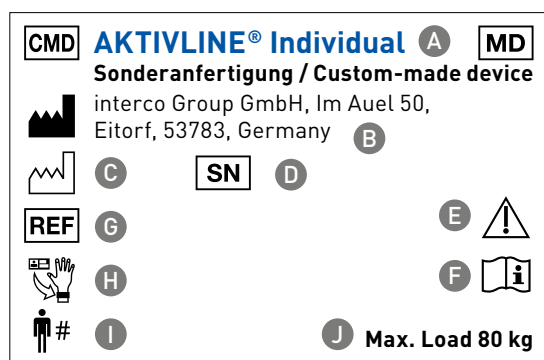 CMD AKTIVLINE® Individual A MD
Sonderanfertigung / Custom-made device
interco Group GmbH, Im Auel 50,
Eitorf, 53783, Germany B
C SN D
REF G E
H F
# I J Max. Load 80 kg